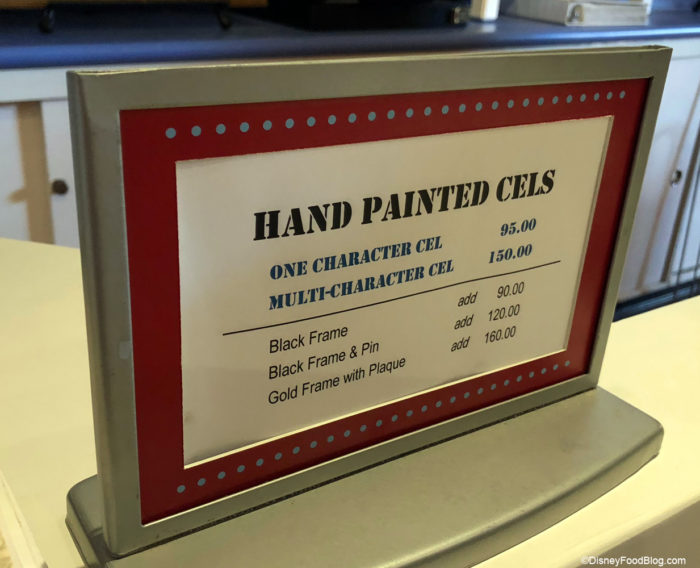 HAND PAINTED CELS
ONE CHARACTER CEL 95.00
MULTI-CHARACTER CEL 150.00
Black Frame add 90.00
Black Frame & Pin add 120.00
Gold Frame with Plaque add 160.00
©DisneyFoodBlog.com